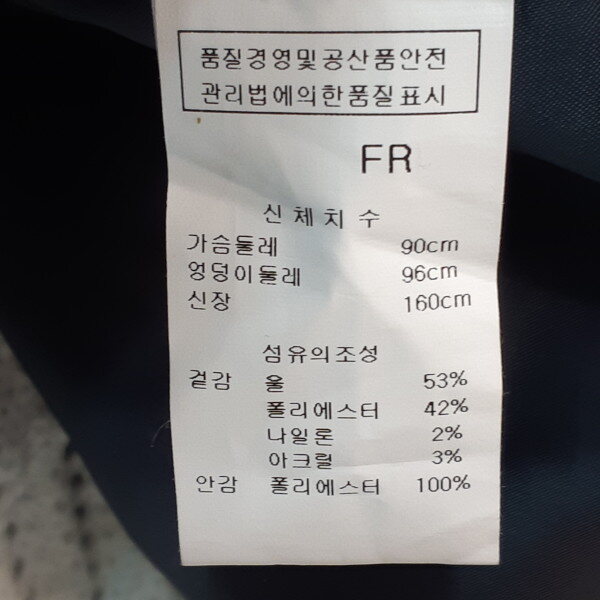 품질경영및공산품안전
관리법에의한품질표시
FR
신체치수
가슴둘레 90cm
엉덩이둘레 96cm
신장 160cm
섬유의조성
겉감 울 53%
폴리에스터 42%
나일론 2%
아크릴 3%
안감 폴리에스터 100%